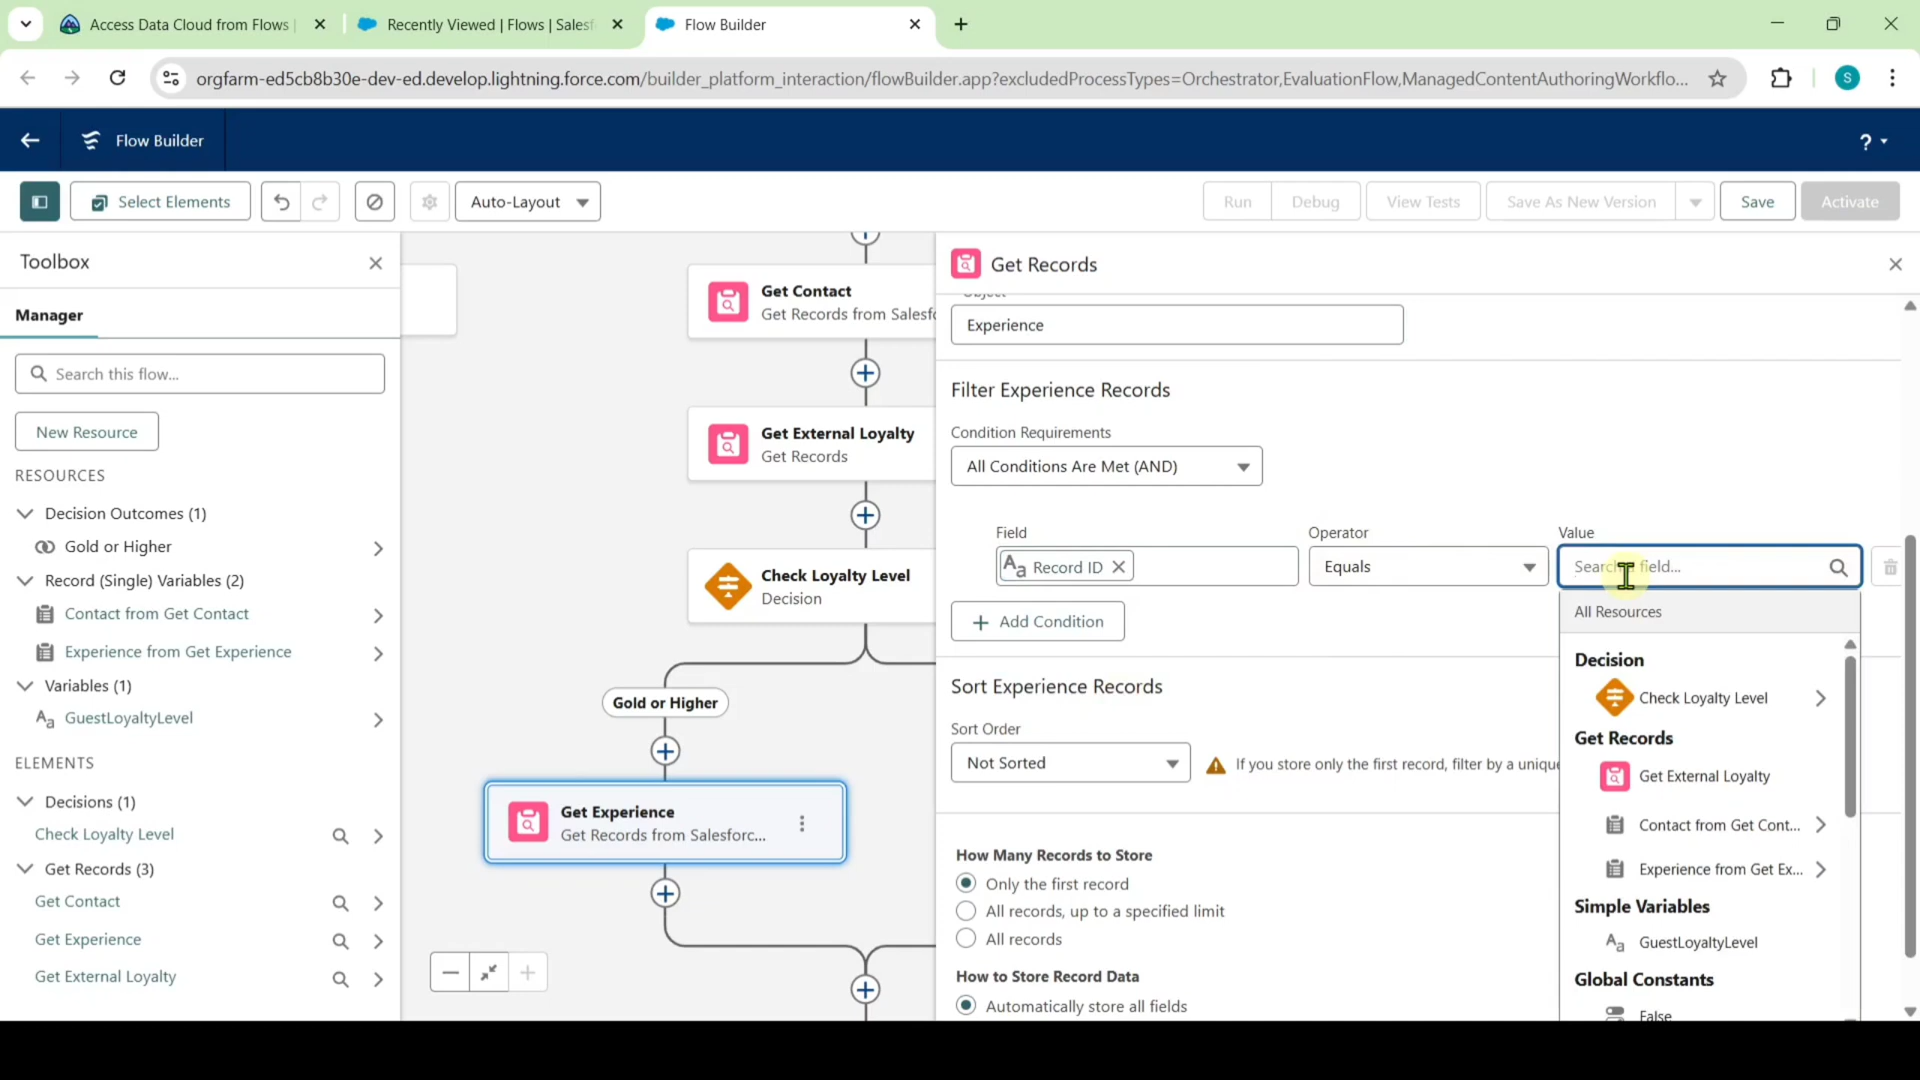 Access Data Cloud from Flows
Recently Viewed | Flows | Salesf
Flow Builder
orgfarm-ed5cb8b30e-dev-ed.develop.lightning.force.com/builder_platform_interaction/flowBuilder.app?excludedProcessTypes=Orchestrator,EvaluationFlow,ManagedContentAuthoringWorkflo...
S
Flow Builder
?
Select Elements
Auto-Layout
Run
Debug
View Tests
Save As New Version
Save
Activate
Toolbox
Manager
Search this flow...
New Resource
RESOURCES
Decision Outcomes (1)
Gold or Higher
Record (Single) Variables (2)
Contact from Get Contact
Experience from Get Experience
Variables (1)
Aa GuestLoyaltyLevel
ELEMENTS
Decisions (1)
Check Loyalty Level
Get Records (3)
Get Contact
Get Experience
Get External Loyalty
Get Contact
Get Records from Salesfo
Get External Loyalty
Get Records
Check Loyalty Level
Decision
Gold or Higher
Get Experience
Get Records from Salesforc...
Get Records
Object
Experience
Filter Experience Records
Condition Requirements
All Conditions Are Met (AND)
Field
Operator
Value
Aa Record ID
Equals
Search field...
Add Condition
Sort Experience Records
Sort Order
Not Sorted
If you store only the first record, filter by a unique
How Many Records to Store
Only the first record
All records, up to a specified limit
All records
How to Store Record Data
Automatically store all fields
All Resources
Decision
Check Loyalty Level
Get Records
Get External Loyalty
Contact from Get Cont...
Experience from Get Ex...
Simple Variables
Aa GuestLoyaltyLevel
Global Constants
False